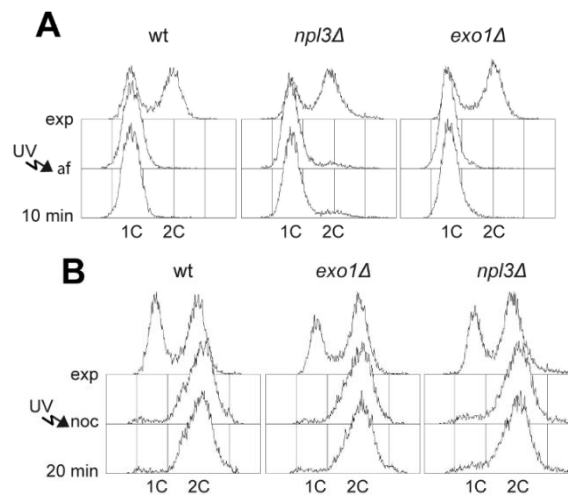 A
wt npl3Δ exo1Δ
exp
UV
af
10 min
1C 2C 1C 2C 1C 2C
B
wt exo1Δ npl3Δ
exp
UV
noc
20 min
1C 2C 1C 2C 1C 2C